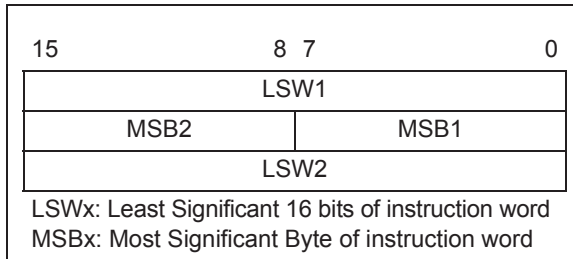 15 8 7 0
LSW1
MSB2 MSB1
LSW2
LSWx: Least Significant 16 bits of instruction word
MSBx: Most Significant Byte of instruction word